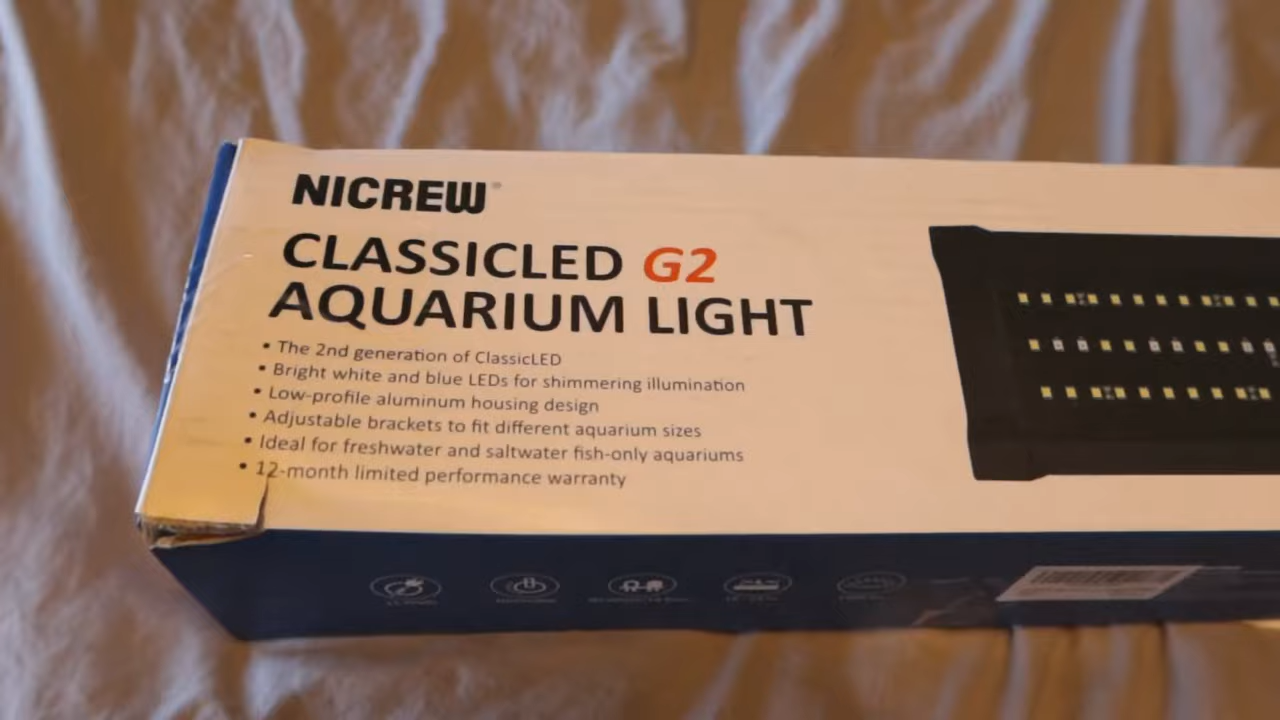 NICREW®
CLASSICLED G2
AQUARIUM LIGHT
• The 2nd generation of ClassicLED
• Bright white and blue LEDs for shimmering illumination
• Low-profile aluminum housing design
• Adjustable brackets to fit different aquarium sizes
• Ideal for freshwater and saltwater fish-only aquariums
• 12-month limited performance warranty